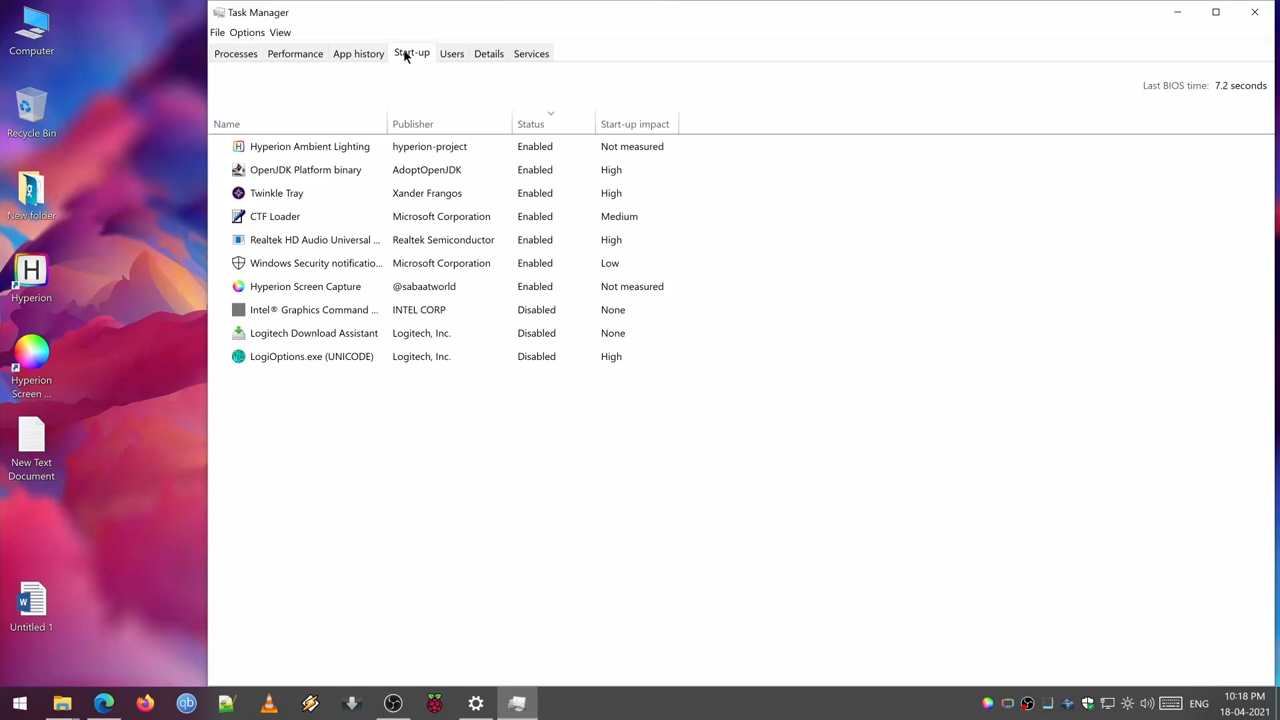 Task Manager
File Options View
Processes Performance App history Start-up Users Details Services
Last BIOS time: 7.2 seconds
Name Publisher Status Start-up impact
Hyperion Ambient Lighting hyperion-project Enabled Not measured
OpenJDK Platform binary AdoptOpenJDK Enabled High
Twinkle Tray Xander Frangos Enabled High
CTF Loader Microsoft Corporation Enabled Medium
Realtek HD Audio Universal ... Realtek Semiconductor Enabled High
Windows Security notificatio... Microsoft Corporation Enabled Low
Hyperion Screen Capture @sabaatworld Enabled Not measured
Intel® Graphics Command ... INTEL CORP Disabled None
Logitech Download Assistant Logitech, Inc. Disabled None
LogiOptions.exe (UNICODE) Logitech, Inc. Disabled High
Computer
Recycle Bin
New folder
H
Hyperion
Hyperion
Screen ...
New Text
Document
W
Untitled 1
qb
ENG
10:18 PM
18-04-2021